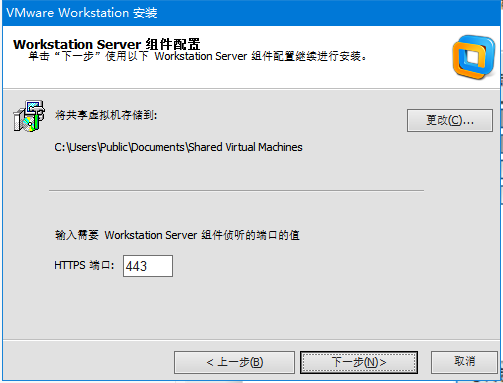 VMware Workstation 安装
Workstation Server 组件配置
单击“下一步”使用以下 Workstation Server 组件配置继续进行安装。
将共享虚拟机存储到:
更改(C)...
C:\Users\Public\Documents\Shared Virtual Machines
输入需要 Workstation Server 组件侦听的端口的值
HTTPS 端口: 443
< 上一步(B)
下一步(N)>
取消